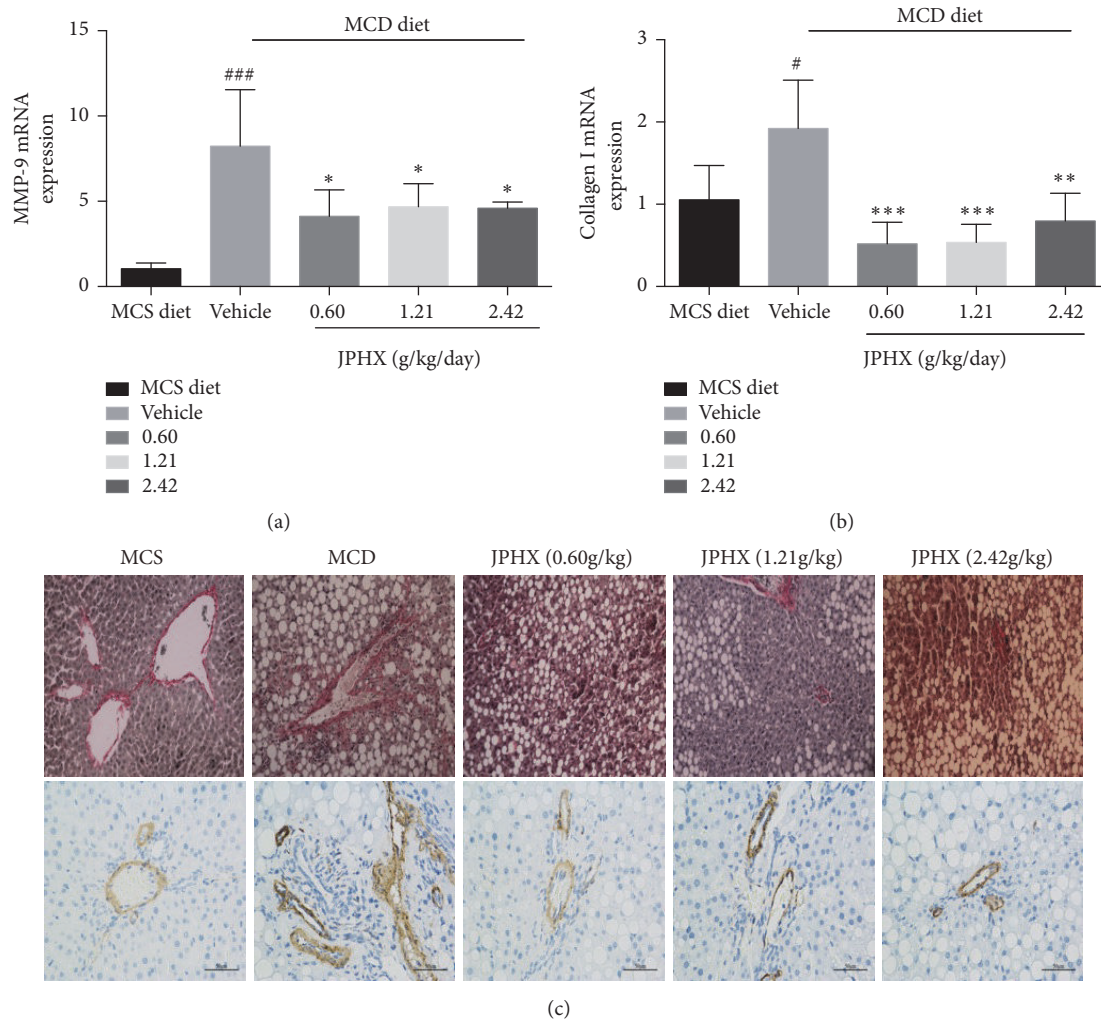 MCD diet
15
###
10
MMP-9 mRNA
expression
*
*
*
5
0
MCS diet Vehicle 0.60 1.21 2.42
JPHX (g/kg/day)
MCS diet
Vehicle
0.60
1.21
2.42
(a)
MCD diet
3
#
2
Collagen I mRNA
expression
**
***
***
1
0
MCS diet Vehicle 0.60 1.21 2.42
JPHX (g/kg/day)
MCS diet
Vehicle
0.60
1.21
2.42
(b)
MCS MCD JPHX (0.60g/kg) JPHX (1.21g/kg) JPHX (2.42g/kg)
(c)